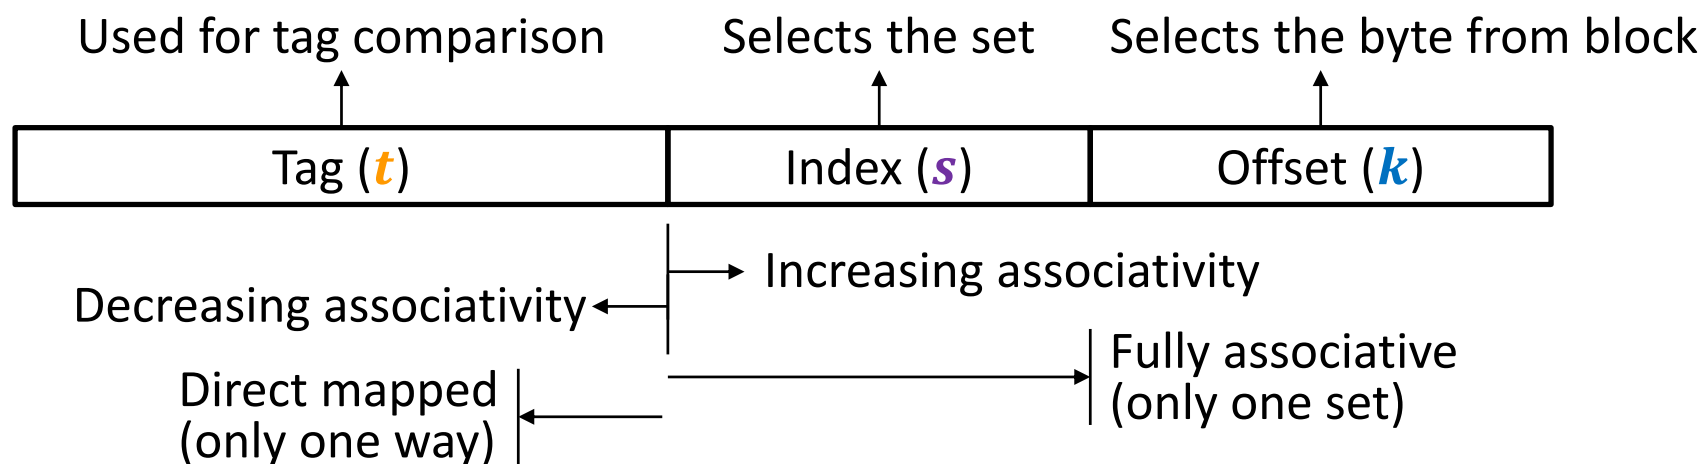 Used for tag comparison
Selects the set
Selects the byte from block
Tag (t)
Index (s)
Offset (k)
Increasing associativity
Decreasing associativity
Fully associative
(only one set)
Direct mapped
(only one way)